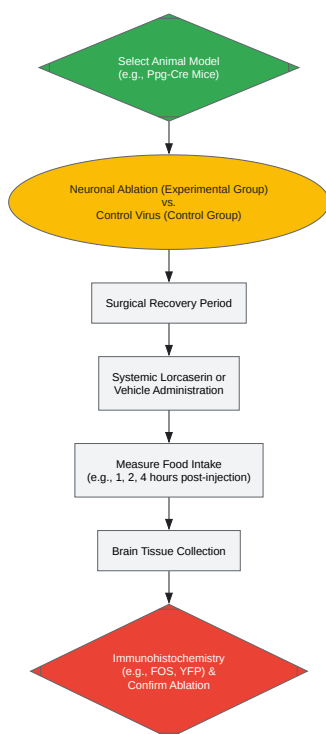 Select Animal Model
(e.g., Ppg-Cre Mice)
Neuronal Ablation (Experimental Group)
vs.
Control Virus (Control Group)
Surgical Recovery Period
Systemic Lorcaserin or
Vehicle Administration
Measure Food Intake
(e.g., 1, 2, 4 hours post-injection)
Brain Tissue Collection
Immunohistochemistry
(e.g., FOS, YFP) &
Confirm Ablation